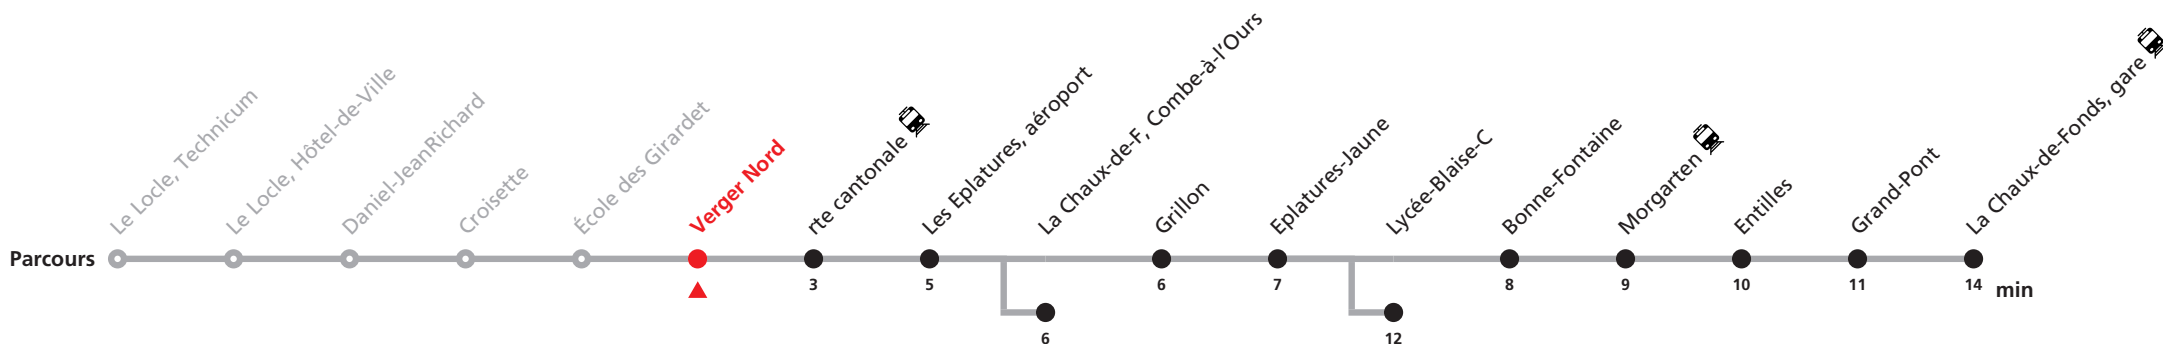 Le Locle, Technicum
Le Locle, Hôtel-de-Ville
Daniel-JeanRichard
Croisette
École des Girardet
Verger Nord
rte cantonale
Les Eplatures, aéroport
La Chaux-de-F, Combe-à-l'Ours
Grillon
Eplatures-Jaune
Lycée-Blaise-C
Bonne-Fontaine
Morgarten
Entilles
Grand-Pont
La Chaux-de-Fonds, gare
Parcours
3 5 6 7 8 9 10 11 14 min
6 12